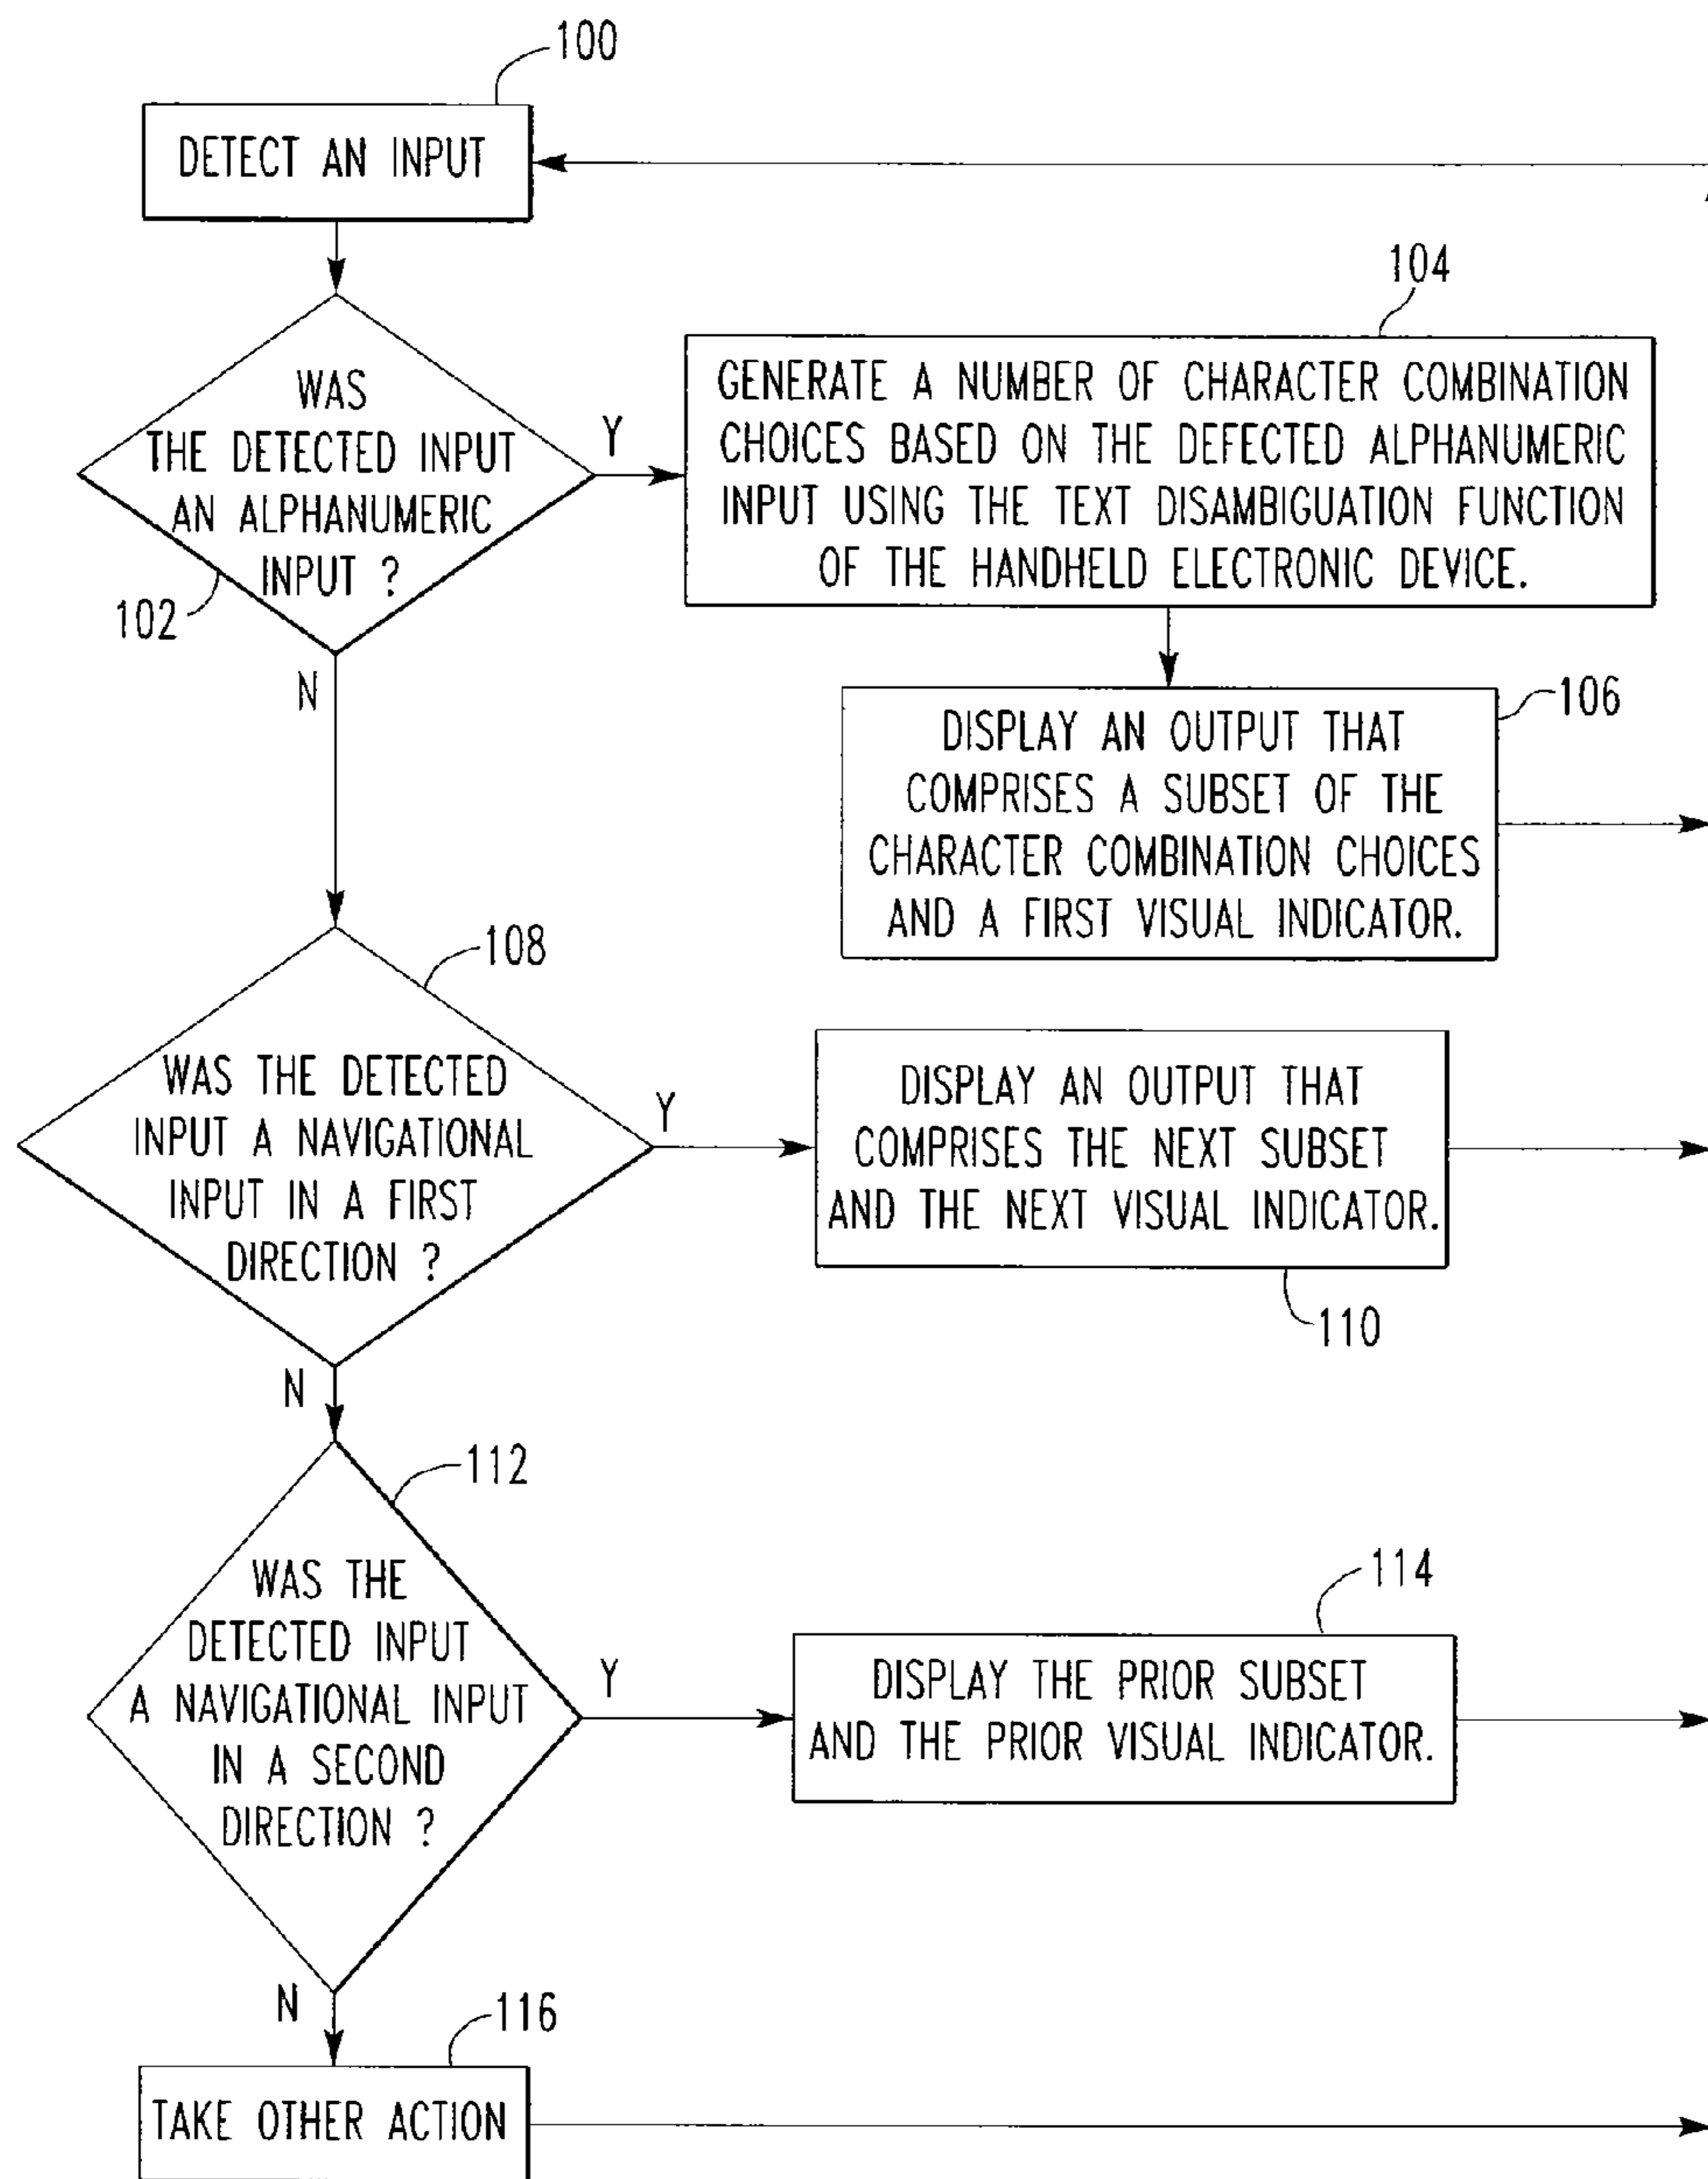 100
DETECT AN INPUT
104
WAS
THE DETECTED INPUT
AN ALPHANUMERIC
INPUT ?
102
Y
N
GENERATE A NUMBER OF CHARACTER COMBINATION
CHOICES BASED ON THE DEFECTED ALPHANUMERIC
INPUT USING THE TEXT DISAMBIGUATION FUNCTION
OF THE HANDHELD ELECTRONIC DEVICE.
106
DISPLAY AN OUTPUT THAT
COMPRISES A SUBSET OF THE
CHARACTER COMBINATION CHOICES
AND A FIRST VISUAL INDICATOR.
108
WAS THE DETECTED
INPUT A NAVIGATIONAL
INPUT IN A FIRST
DIRECTION ?
Y
N
DISPLAY AN OUTPUT THAT
COMPRISES THE NEXT SUBSET
AND THE NEXT VISUAL INDICATOR.
110
112
WAS THE
DETECTED INPUT
A NAVIGATIONAL INPUT
IN A SECOND
DIRECTION ?
Y
N
114
DISPLAY THE PRIOR SUBSET
AND THE PRIOR VISUAL INDICATOR.
116
TAKE OTHER ACTION